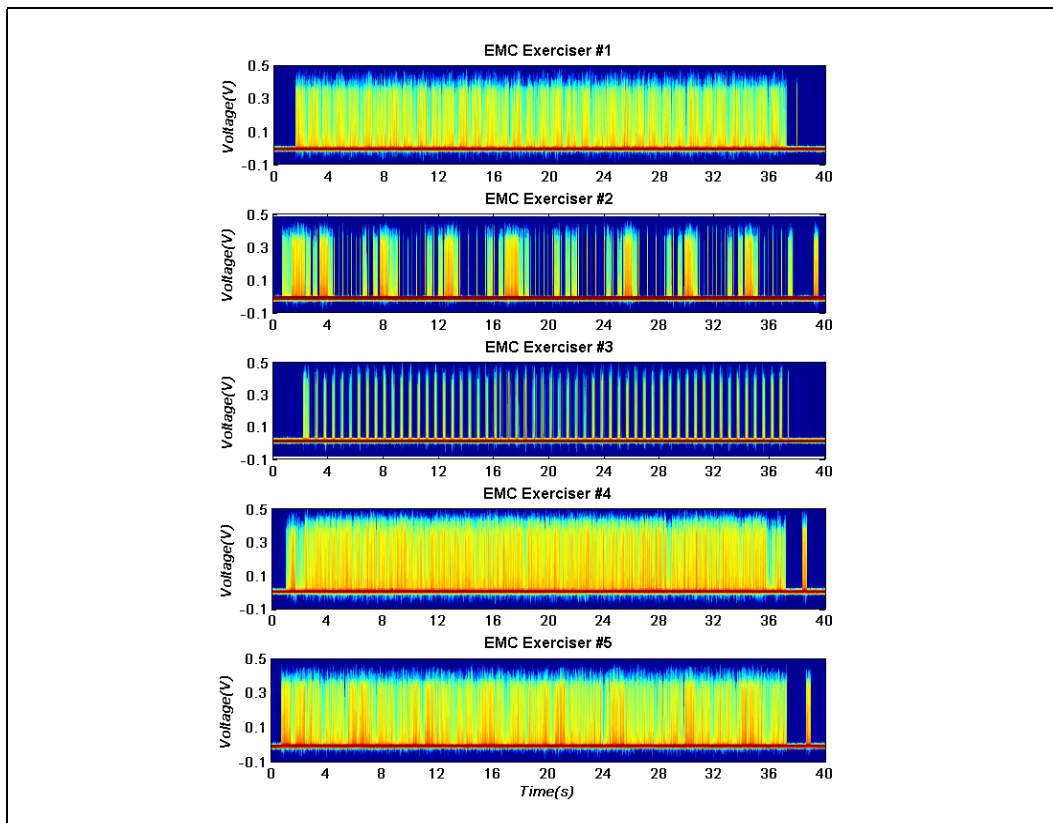 EMC Exerciser #1
Voltage(V)
0.5
0.3
0.1
-0.1
0 4 8 12 16 20 24 28 32 36 40
EMC Exerciser #2
Voltage(V)
0.5
0.3
0.1
-0.1
0 4 8 12 16 20 24 28 32 36 40
EMC Exerciser #3
Voltage(V)
0.5
0.3
0.1
-0.1
0 4 8 12 16 20 24 28 32 36 40
EMC Exerciser #4
Voltage(V)
0.5
0.3
0.1
-0.1
0 4 8 12 16 20 24 28 32 36 40
EMC Exerciser #5
Voltage(V)
0.5
0.3
0.1
-0.1
0 4 8 12 16 20 24 28 32 36 40
Time(s)